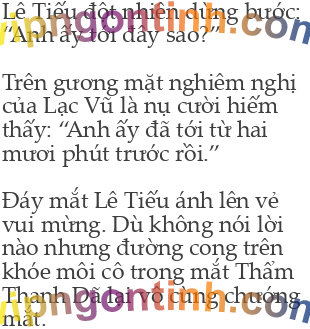 Lê Tiếu đột nhiên dừng bước:
“Anh ấy tới đây sao?”
vipngontinh.com
Trên gương mặt nghiêm nghị
của Lạc Vũ là nụ cười hiếm
thấy: “Anh ấy đã tới từ hai
mươi phút trước rồi.”
Đáy mắt Lê Tiếu ánh lên vẻ
vui mừng. Dù không nói lời
nào nhưng đường cong trên
khóe môi cô trong mắt Thẩm
Thanh Dã lại vô cùng chướng
mắt.
vipngontinh.com